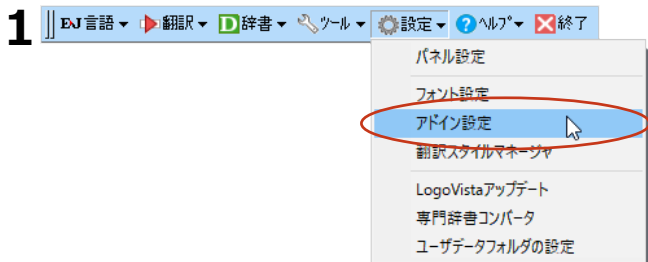 1
EJ 言語 翻訳 D 辞書 ツール 設定 ? ヘルプ 終了
パネル設定
フォント設定
アドイン設定
翻訳スタイルマネージャ
LogoVistaアップデート
専門辞書コンバータ
ユーザデータフォルダの設定